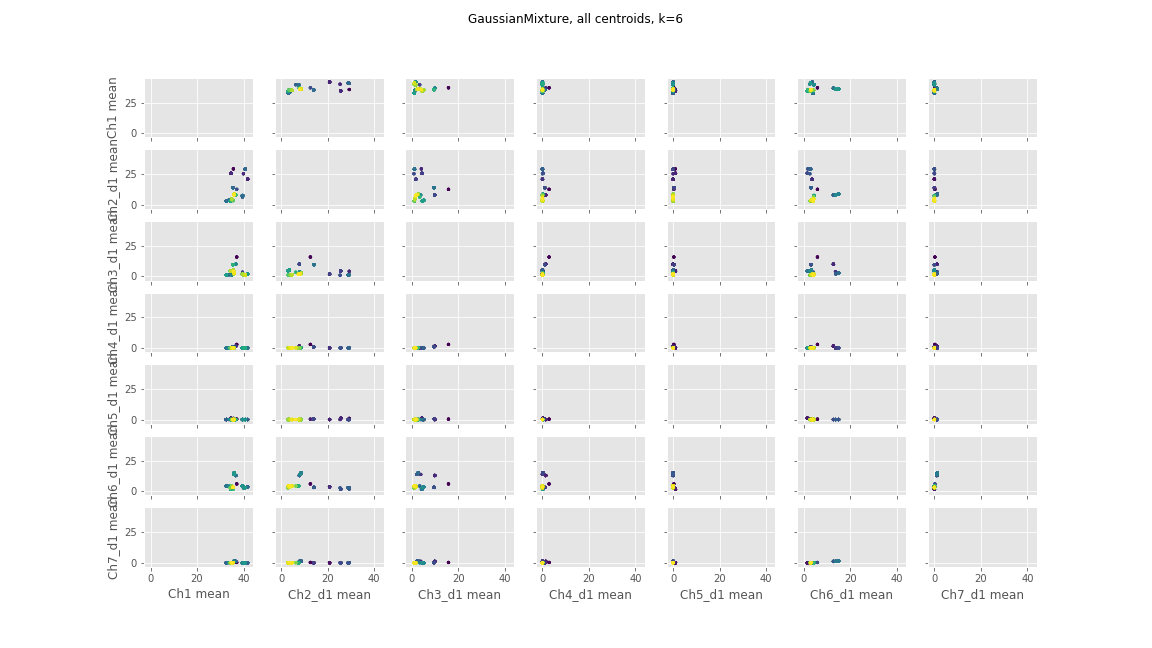 GaussianMixture, all centroids, k=6
Ch1 mean
25
0
Ch2_d1 mean
25
0
Ch3_d1 mean
25
0
Ch4_d1 mean
25
0
Ch5_d1 mean
25
0
Ch6_d1 mean
25
0
Ch7_d1 mean
25
0
0 20 40 0 20 40 0 20 40 0 20 40 0 20 40 0 20 40 0 20 40
Ch1 mean Ch2_d1 mean Ch3_d1 mean Ch4_d1 mean Ch5_d1 mean Ch6_d1 mean Ch7_d1 mean